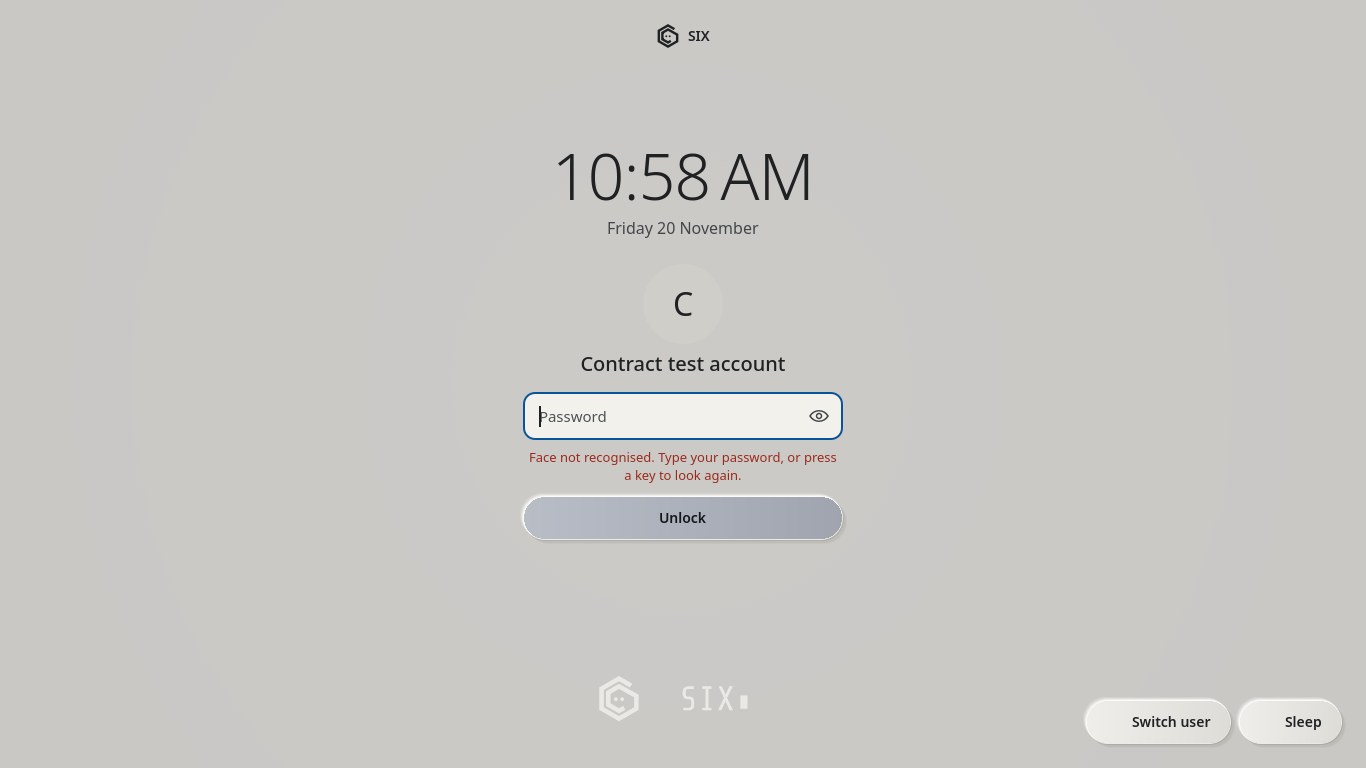 SIX
10:58 AM
Friday 20 November
C
Contract test account
Password
Face not recognised. Type your password, or press
a key to look again.
Unlock
SIX
Switch user
Sleep